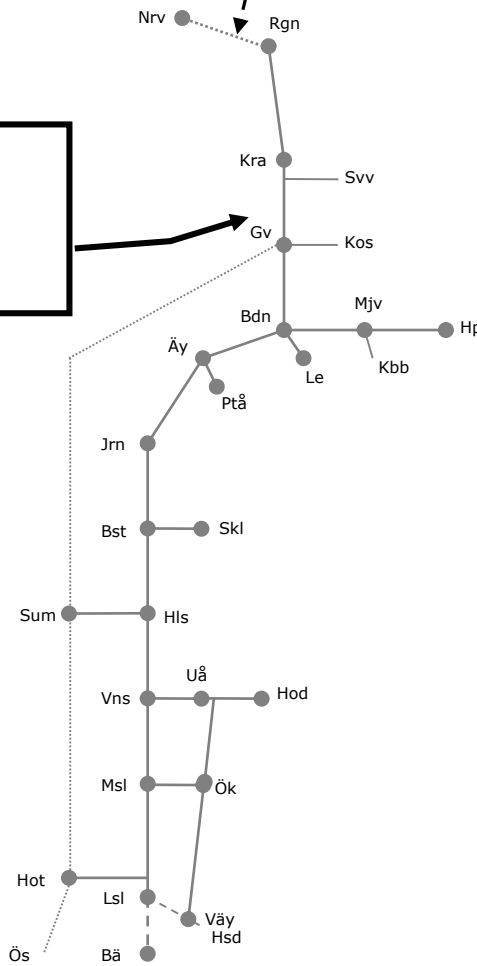 Nrv
Rgn
Kra
Svv
Gv
Kos
Bdn
Mjv
Hp
Äy
Le
Kbb
Ptå
Jrn
Bst
Skl
Sum
Hls
Uå
Vns
Hod
Msl
Ök
Hot
Lsl
Väy
Hsd
Ös
Bä